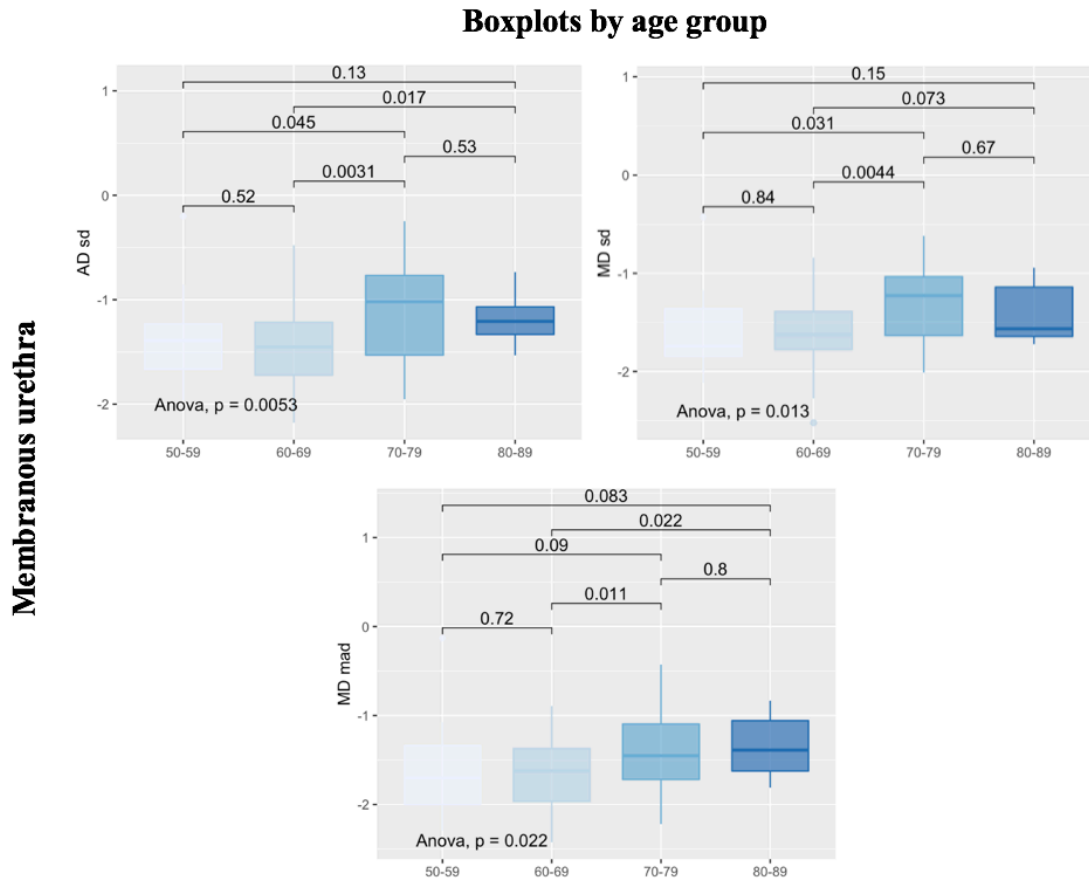 Boxplots by age group
Membranous urethra
AD sd
1
0
-1
-2
0.13
0.017
0.045
0.53
0.0031
0.52
Anova, p = 0.0053
50-59 60-69 70-79 80-89
MD sd
1
0
-1
-2
0.15
0.073
0.031
0.67
0.0044
0.84
Anova, p = 0.013
50-59 60-69 70-79 80-89
MD mad
1
0
-1
-2
0.083
0.022
0.09
0.8
0.011
0.72
Anova, p = 0.022
50-59 60-69 70-79 80-89